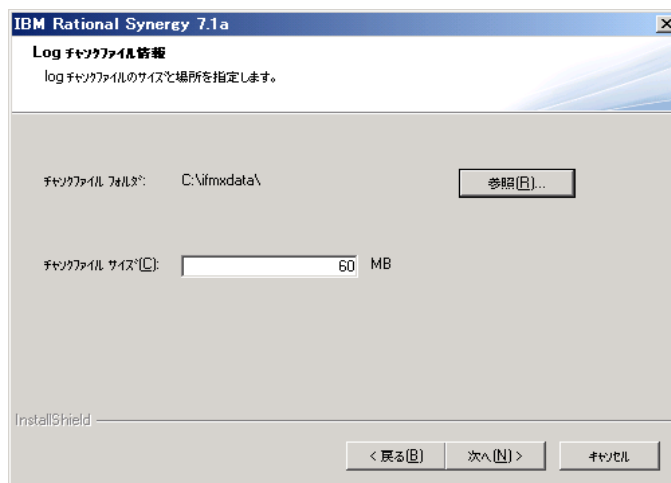 IBM Rational Synergy 7.1a
Log ﾁｬﾝｸﾌｧｲﾙ情報
log ﾁｬﾝｸﾌｧｲﾙのｻｲｽﾞと場所を指定します。
ﾁｬﾝｸﾌｧｲﾙ ﾌｫﾙﾀﾞ: C:\ifmxdata\ 参照(R)...
ﾁｬﾝｸﾌｧｲﾙ ｻｲｽﾞ(C): 60 MB
InstallShield
< 戻る(B) 次へ(N) > ｷｬﾝｾﾙ